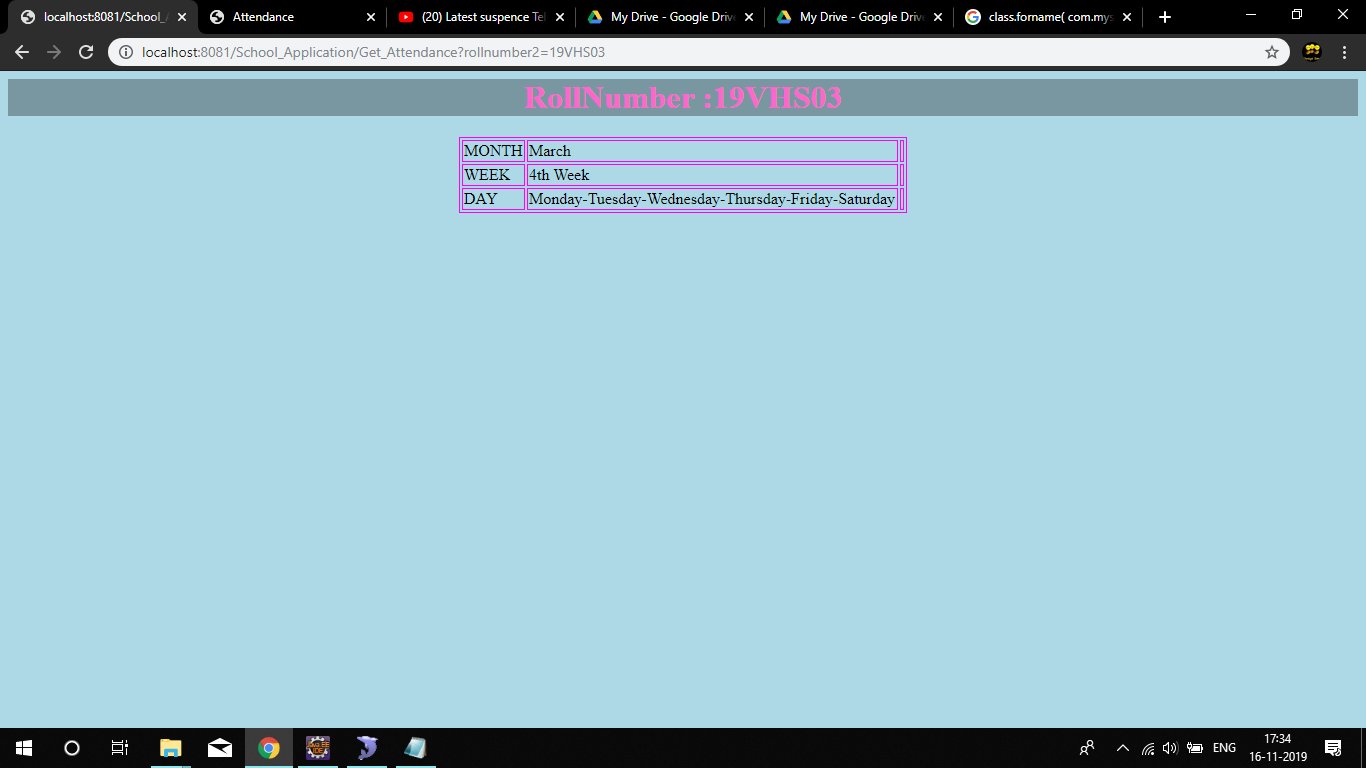 localhost:8081/School_A
Attendance
(20) Latest suspence Tel
My Drive - Google Drive
My Drive - Google Drive
class.forname( com.mys
localhost:8081/School_Application/Get_Attendance?rollnumber2=19VHS03
RollNumber :19VHS03
MONTH March
WEEK 4th Week
DAY Monday-Tuesday-Wednesday-Thursday-Friday-Saturday
ENG
17:34
16-11-2019